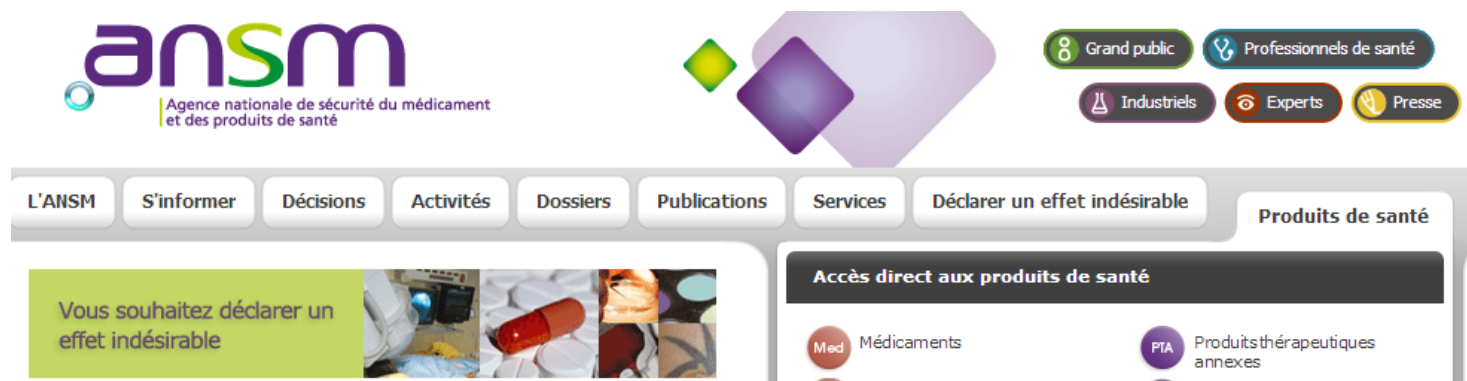 ansm
Agence nationale de sécurité du médicament
et des produits de santé
Grand public
Professionnels de santé
Industriels
Experts
Presse
L'ANSM
S'informer
Décisions
Activités
Dossiers
Publications
Services
Déclarer un effet indésirable
Produits de santé
Vous souhaitez déclarer un
effet indésirable
Accès direct aux produits de santé
Med
Médicaments
PTA
Produits thérapeutiques
annexes